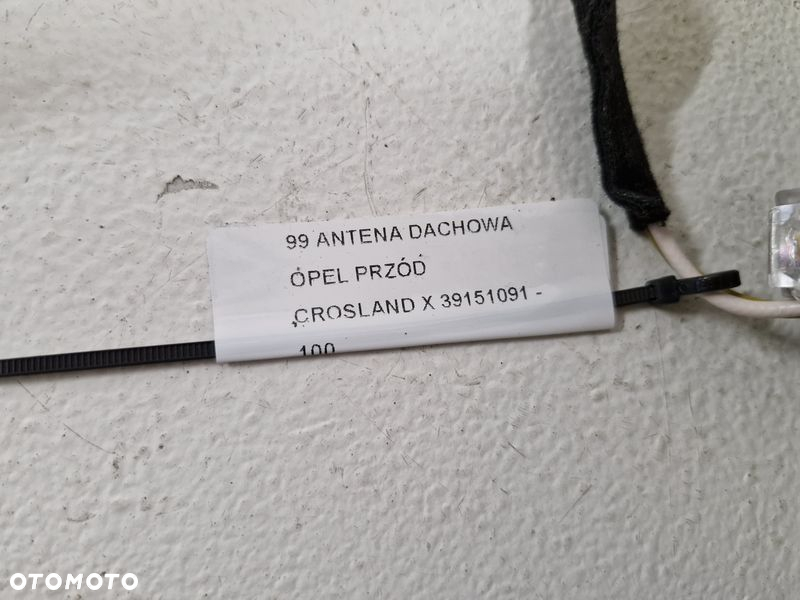 99 ANTENA DACHOWA
OPEL PRZÓD
,CROSLAND X 39151091 -
100
OTOMOTO